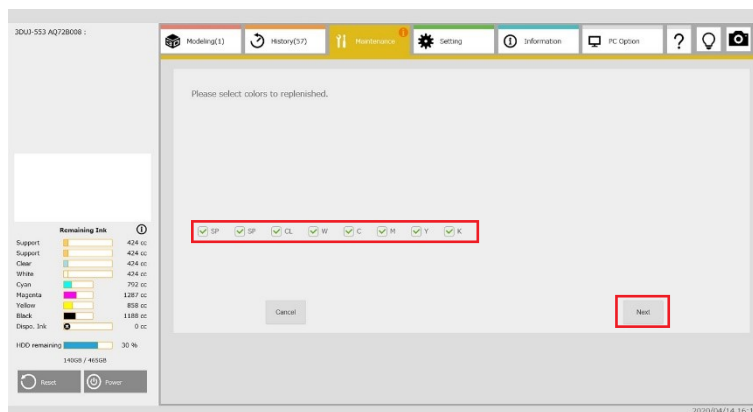 3DUJ-553 AQ72B008 :
Modeling(1)
History(57)
Maintenance
Setting
Information
PC Option
?
Please select colors to replenished.
SP SP CL W C M Y K
Cancel
Next
Remaining Ink
Support 424 cc
Support 424 cc
Clear 424 cc
White 424 cc
Cyan 792 cc
Magenta 1287 cc
Yellow 858 cc
Black 1188 cc
Dispo. Ink 0 cc
HDD remaining 30 %
140GB / 465GB
Reset
Power